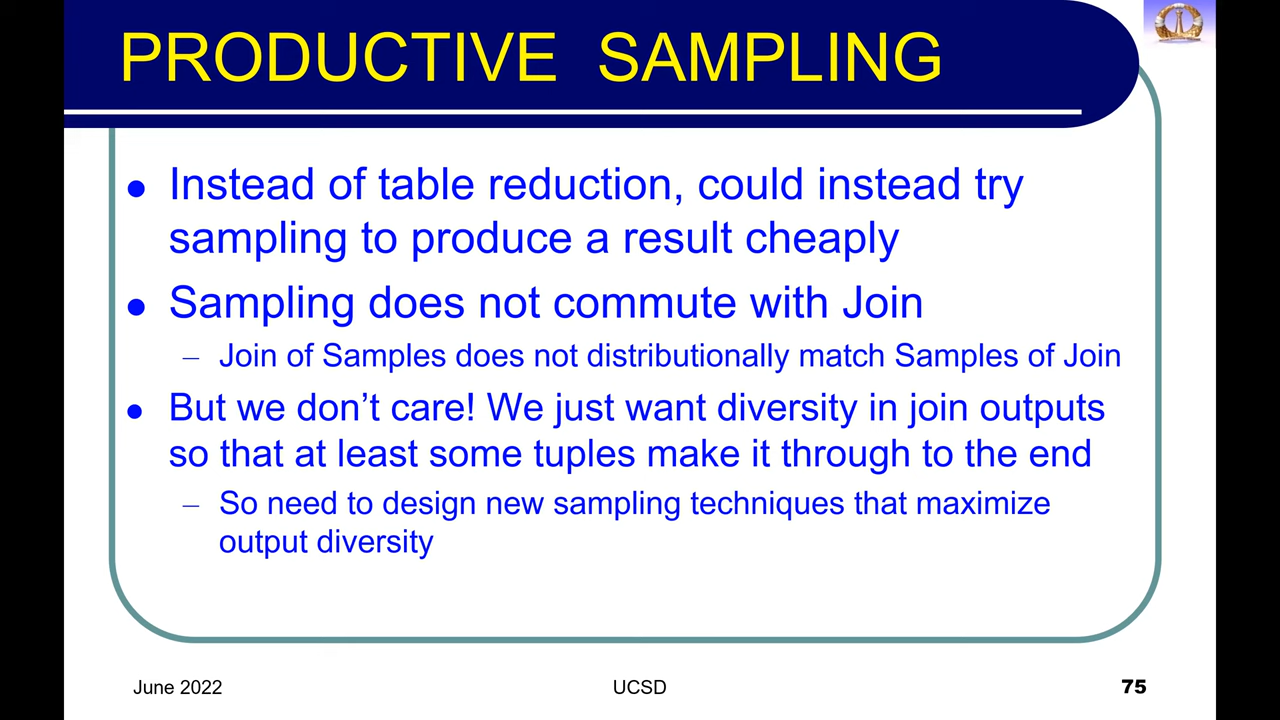 PRODUCTIVE SAMPLING
● Instead of table reduction, could instead try
sampling to produce a result cheaply
● Sampling does not commute with Join
– Join of Samples does not distributionally match Samples of Join
● But we don’t care! We just want diversity in join outputs
so that at least some tuples make it through to the end
– So need to design new sampling techniques that maximize
output diversity
June 2022 UCSD 75